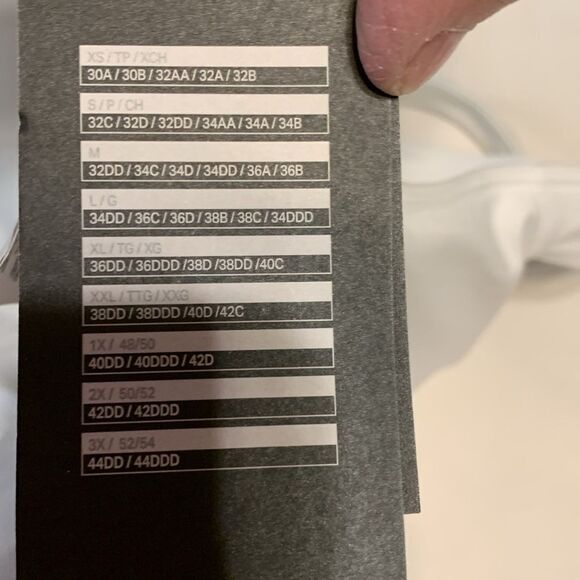 XS / TP / XCH
30A / 30B / 32AA / 32A / 32B
S / P / CH
32C / 32D / 32DD / 34AA / 34A / 34B
M
32DD / 34C / 34D / 34DD / 36A / 36B
L / G
34DD / 36C / 36D / 38B / 38C / 34DDD
XL / TG / XG
36DD / 36DDD /38D /38DD /40C
XXL / TTG / XXG
38DD / 38DDD /40D /42C
1X / 48/50
40DD / 40DDD / 42D
2X / 50/52
42DD / 42DDD
3X / 52/54
44DD / 44DDD